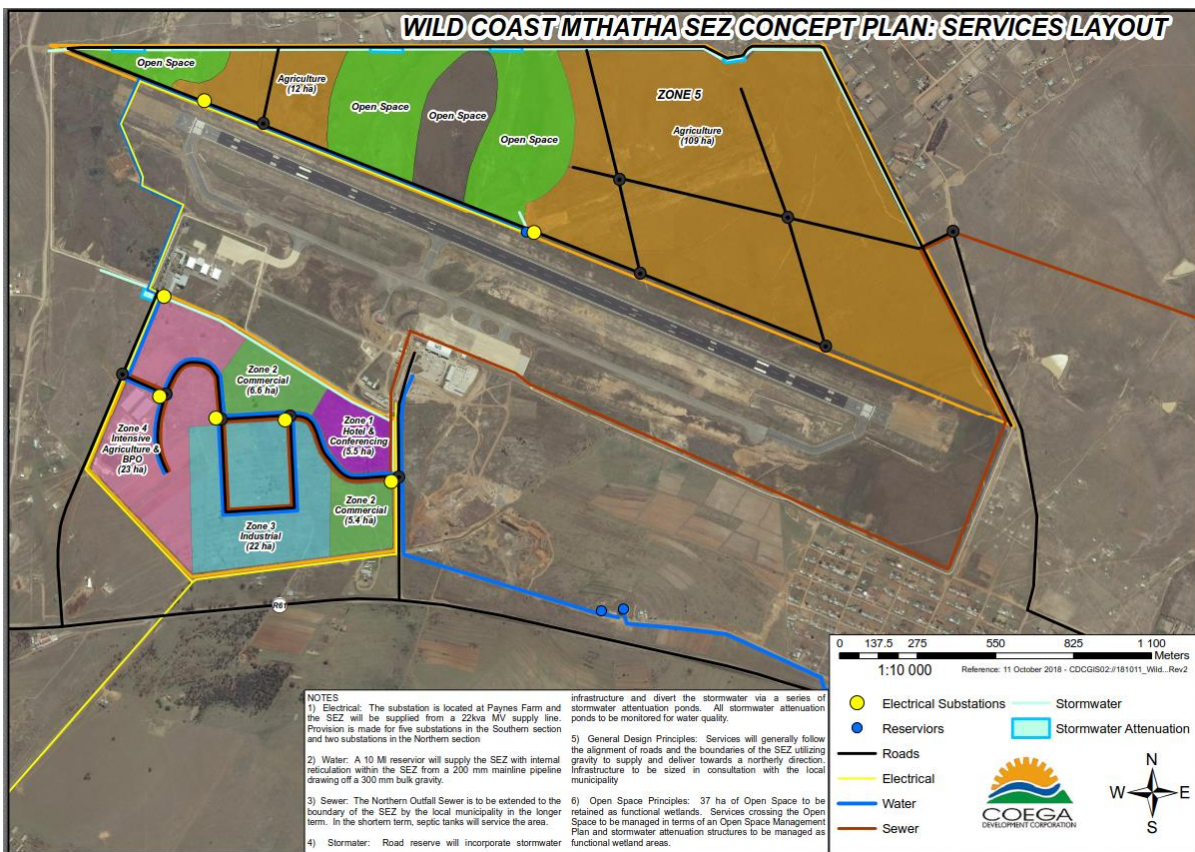 WILD COAST MTHATHA SEZ CONCEPT PLAN: SERVICES LAYOUT
Open Space
Agriculture
(12 ha)
Open Space
Open Space
Open Space
ZONE 5
Agriculture
(109 ha)
Zone 2
Commercial
(6.6 ha)
Zone 1
Hotel &
Conferencing
(5.5 ha)
Zone 4
Intensive
Agriculture &
BPO
(23 ha)
Zone 2
Commercial
(5.4 ha)
Zone 3
Industrial
(22 ha)
R61
NOTES
1) Electrical: The substation is located at Paynes Farm and
the SEZ will be supplied from a 22kva MV supply line.
Provision is made for five substations in the Southern section
and two substations in the Northern section
2) Water: A 10 Ml reservior will supply the SEZ with internal
reticulation within the SEZ from a 200 mm mainline pipeline
drawing off a 300 mm bulk gravity.
3) Sewer: The Northern Outfall Sewer is to be extended to the
boundary of the SEZ by the local municipality in the longer
term. In the shortern term, septic tanks will service the area.
4) Stormater: Road reserve will incorporate stormwater
infrastructure and divert the stormwater via a series of
stormwater attentuation ponds. All stormwater attenuation
ponds to be monitored for water quality.
5) General Design Principles: Services will generally follow
the alignment of roads and the boundaries of the SEZ utilizing
gravity to supply and deliver towards a northerly direction.
Infrastructure to be sized in consultation with the local
municipality
6) Open Space Principles: 37 ha of Open Space to be
retained as functional wetlands. Services crossing the Open
Space to be managed in terms of an Open Space Management
Plan and stormwater attenuation structures to be managed as
functional wetland areas.
0 137.5 275 550 825 1 100
Meters
1:10 000
Reference: 11 October 2018 - CDCGIS02://181011_Wild...Rev2
Electrical Substations
Reserviors
Roads
Electrical
Water
Sewer
Stormwater
Stormwater Attenuation
COEGA
DEVELOPMENT CORPORATION
N
W E
S